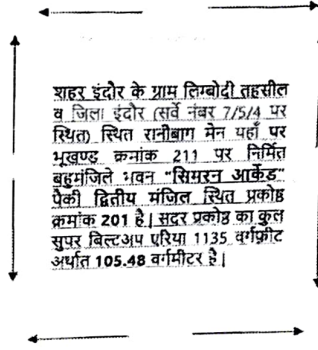 शहर इंदौर के ग्राम लिम्बोदी तहसील
व जिला इंदौर (सर्वे नंबर 7/5/4 पर
स्थित) स्थित रानीबाग मेन यहाँ पर
भूखण्ड क्रमांक 211 पर निर्मित
बहुमंजिले भवन "सिमरन आर्केड"
पैकी द्वितीय मंजिल स्थित प्रकोष्ठ
क्रमांक 201 है। सदर प्रकोष्ठ का कुल
सुपर बिल्टअप एरिया 1135 वर्गफ़ीट
अर्थात 105.48 वर्गमीटर है।